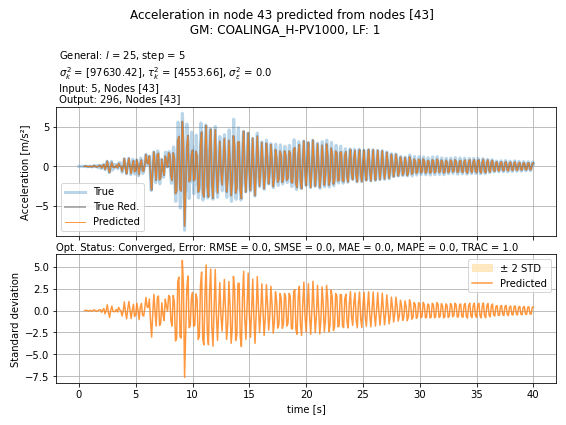 Acceleration in node 43 predicted from nodes [43]
GM: COALINGA_H-PV1000, LF: 1
General: l = 25, step = 5
σ²ₖ = [97630.42], τ²ₖ = [4553.66], σ²ₑ = 0.0
Input: 5, Nodes [43]
Output: 296, Nodes [43]
Acceleration [m/s²]
5
0
−5
True
True Red.
Predicted
Opt. Status: Converged, Error: RMSE = 0.0, SMSE = 0.0, MAE = 0.0, MAPE = 0.0, TRAC = 1.0
Standard deviation
5.0
2.5
0.0
−2.5
−5.0
−7.5
± 2 STD
Predicted
0 5 10 15 20 25 30 35 40
time [s]